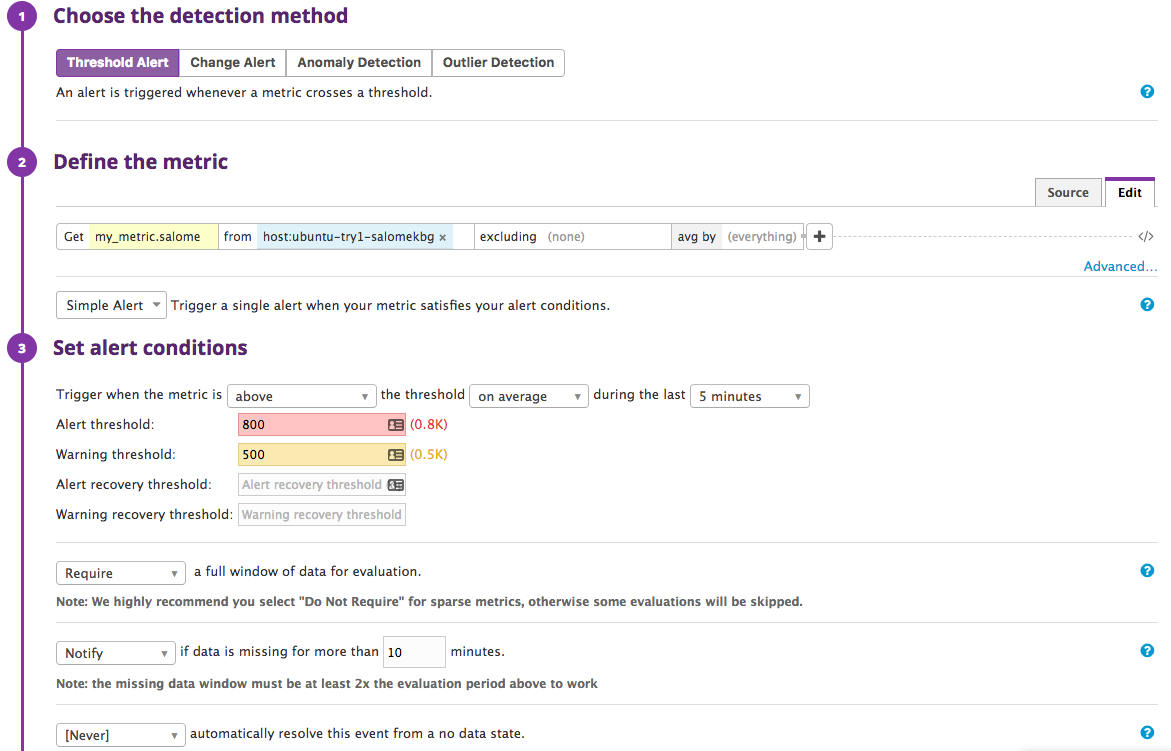 1 Choose the detection method
Threshold Alert Change Alert Anomaly Detection Outlier Detection
An alert is triggered whenever a metric crosses a threshold. ?
2 Define the metric
Source Edit
Get my_metric.salome from host:ubuntu-try1-salomekbg × excluding (none) avg by (everything) + </>
Advanced...
Simple Alert Trigger a single alert when your metric satisfies your alert conditions. ?
3 Set alert conditions
Trigger when the metric is above the threshold on average during the last 5 minutes
Alert threshold: 800 (0.8K)
Warning threshold: 500 (0.5K)
Alert recovery threshold: Alert recovery threshold
Warning recovery threshold: Warning recovery threshold
Require a full window of data for evaluation. ?
Note: We highly recommend you select "Do Not Require" for sparse metrics, otherwise some evaluations will be skipped.
Notify if data is missing for more than 10 minutes. ?
Note: the missing data window must be at least 2x the evaluation period above to work
[Never] automatically resolve this event from a no data state. ?